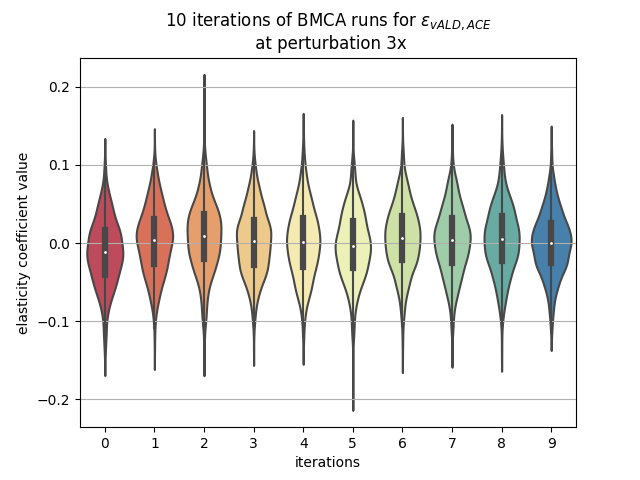 10 iterations of BMCA runs for ε_{vALD,ACE}
at perturbation 3x
elasticity coefficient value
0.2
0.1
0.0
−0.1
−0.2
0 1 2 3 4 5 6 7 8 9
iterations